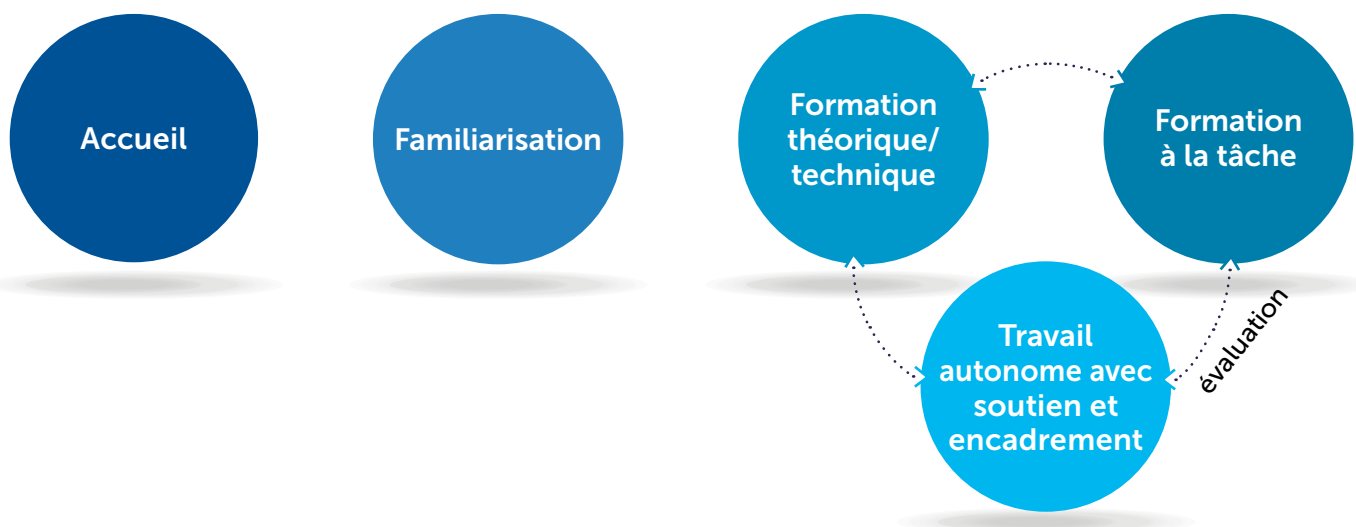 Accueil
Familiarisation
Formation
théorique/
technique
Formation
à la tâche
Travail
autonome avec
soutien et
encadrement
évaluation